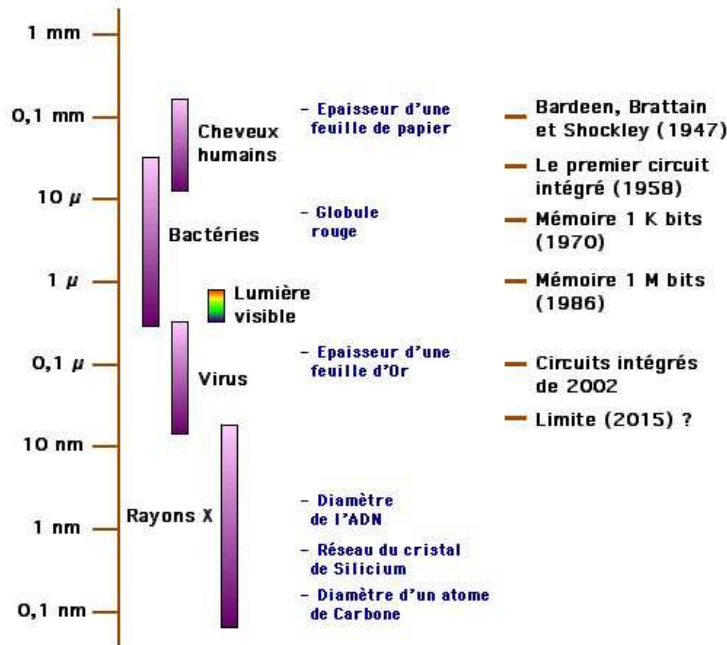 1 mm
0,1 mm
10 µ
1 µ
0,1 µ
10 nm
1 nm
0,1 nm
Cheveux
humains
Bactéries
Lumière
visible
Virus
Rayons X
– Epaisseur d'une
feuille de papier
– Globule
rouge
– Epaisseur d'une
feuille d'Or
– Diamètre
de l'ADN
– Réseau du cristal
de Silicium
– Diamètre d'un atome
de Carbone
Bardeen, Brattain
et Shockley (1947)
Le premier circuit
intégré (1958)
Mémoire 1 K bits
(1970)
Mémoire 1 M bits
(1986)
Circuits intégrés
de 2002
Limite (2015) ?